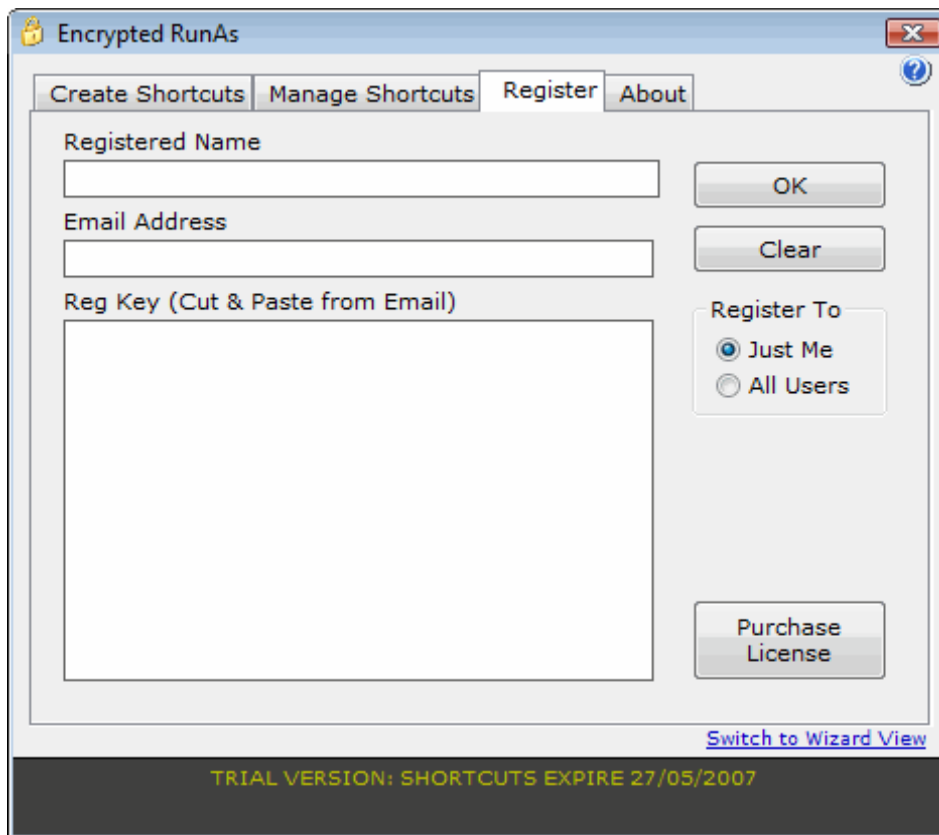 Encrypted RunAs
Create Shortcuts Manage Shortcuts Register About
Registered Name
OK
Email Address
Clear
Reg Key (Cut & Paste from Email)
Register To
Just Me
All Users
Purchase
License
Switch to Wizard View
TRIAL VERSION: SHORTCUTS EXPIRE 27/05/2007